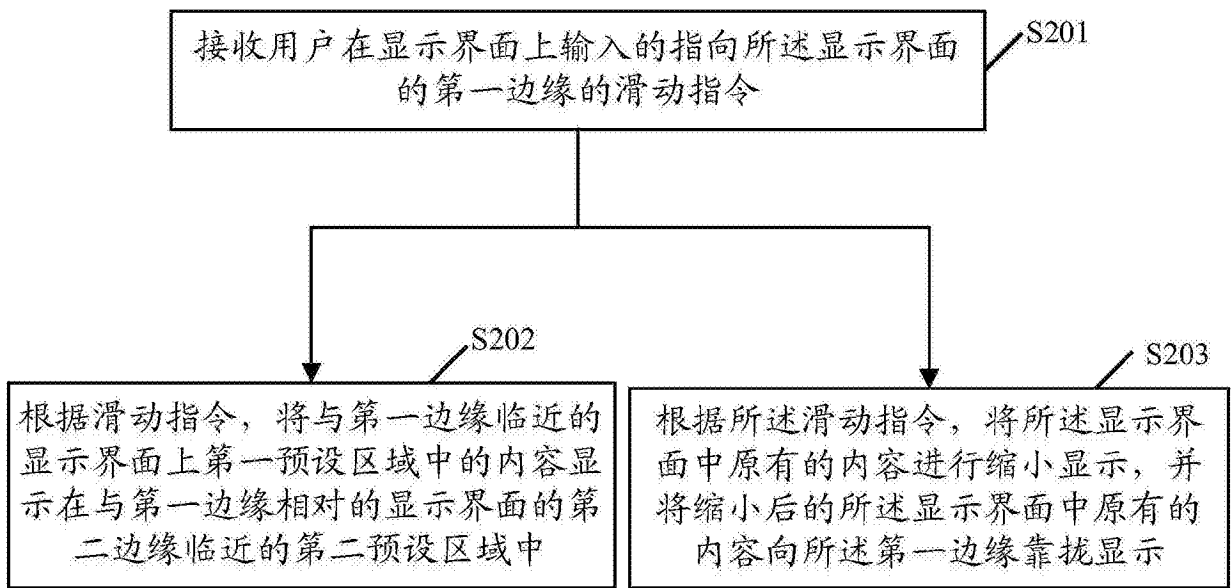 接收用户在显示界面上输入的指向所述显示界面
的第一边缘的滑动指令
S201
S202
根据滑动指令，将与第一边缘临近的
显示界面上第一预设区域中的内容显
示在与第一边缘相对的显示界面的第
二边缘临近的第二预设区域中
S203
根据所述滑动指令，将所述显示界
面中原有的内容进行缩小显示，并
将缩小后的所述显示界面中原有的
内容向所述第一边缘靠拢显示